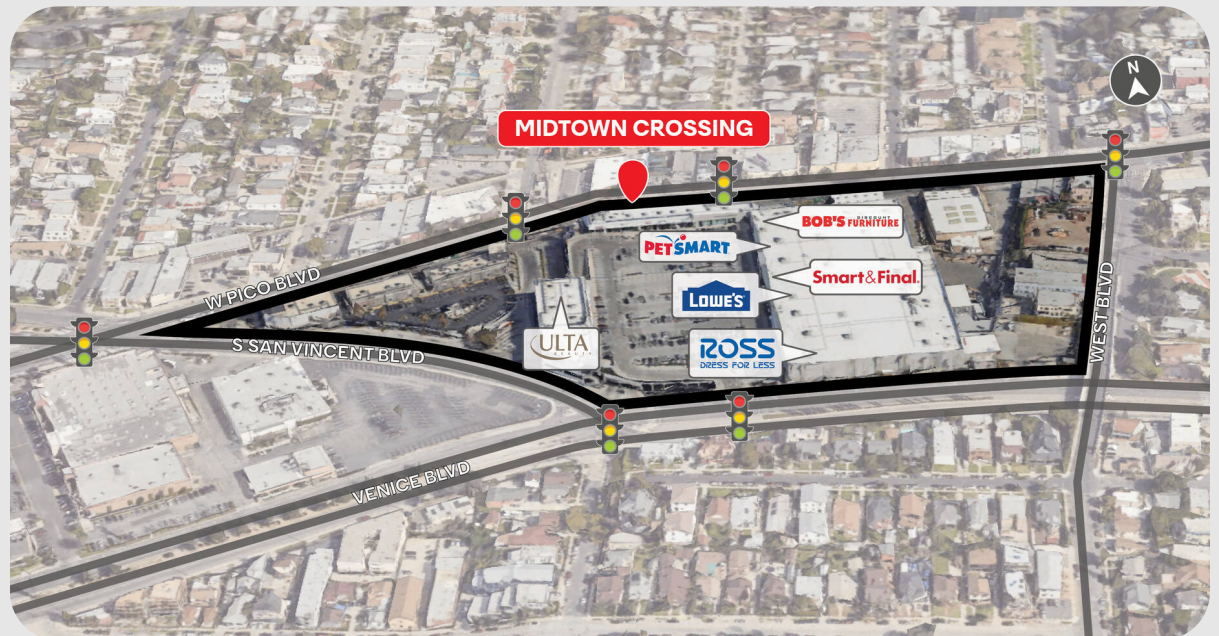 N
MIDTOWN CROSSING
BOB'S DISCOUNT FURNITURE
PETSMART
Smart&Final.
LOWE'S
ULTA
BEAUTY
ROSS
DRESS FOR LESS
W PICO BLVD
S SAN VINCENT BLVD
WEST BLVD
VENICE BLVD